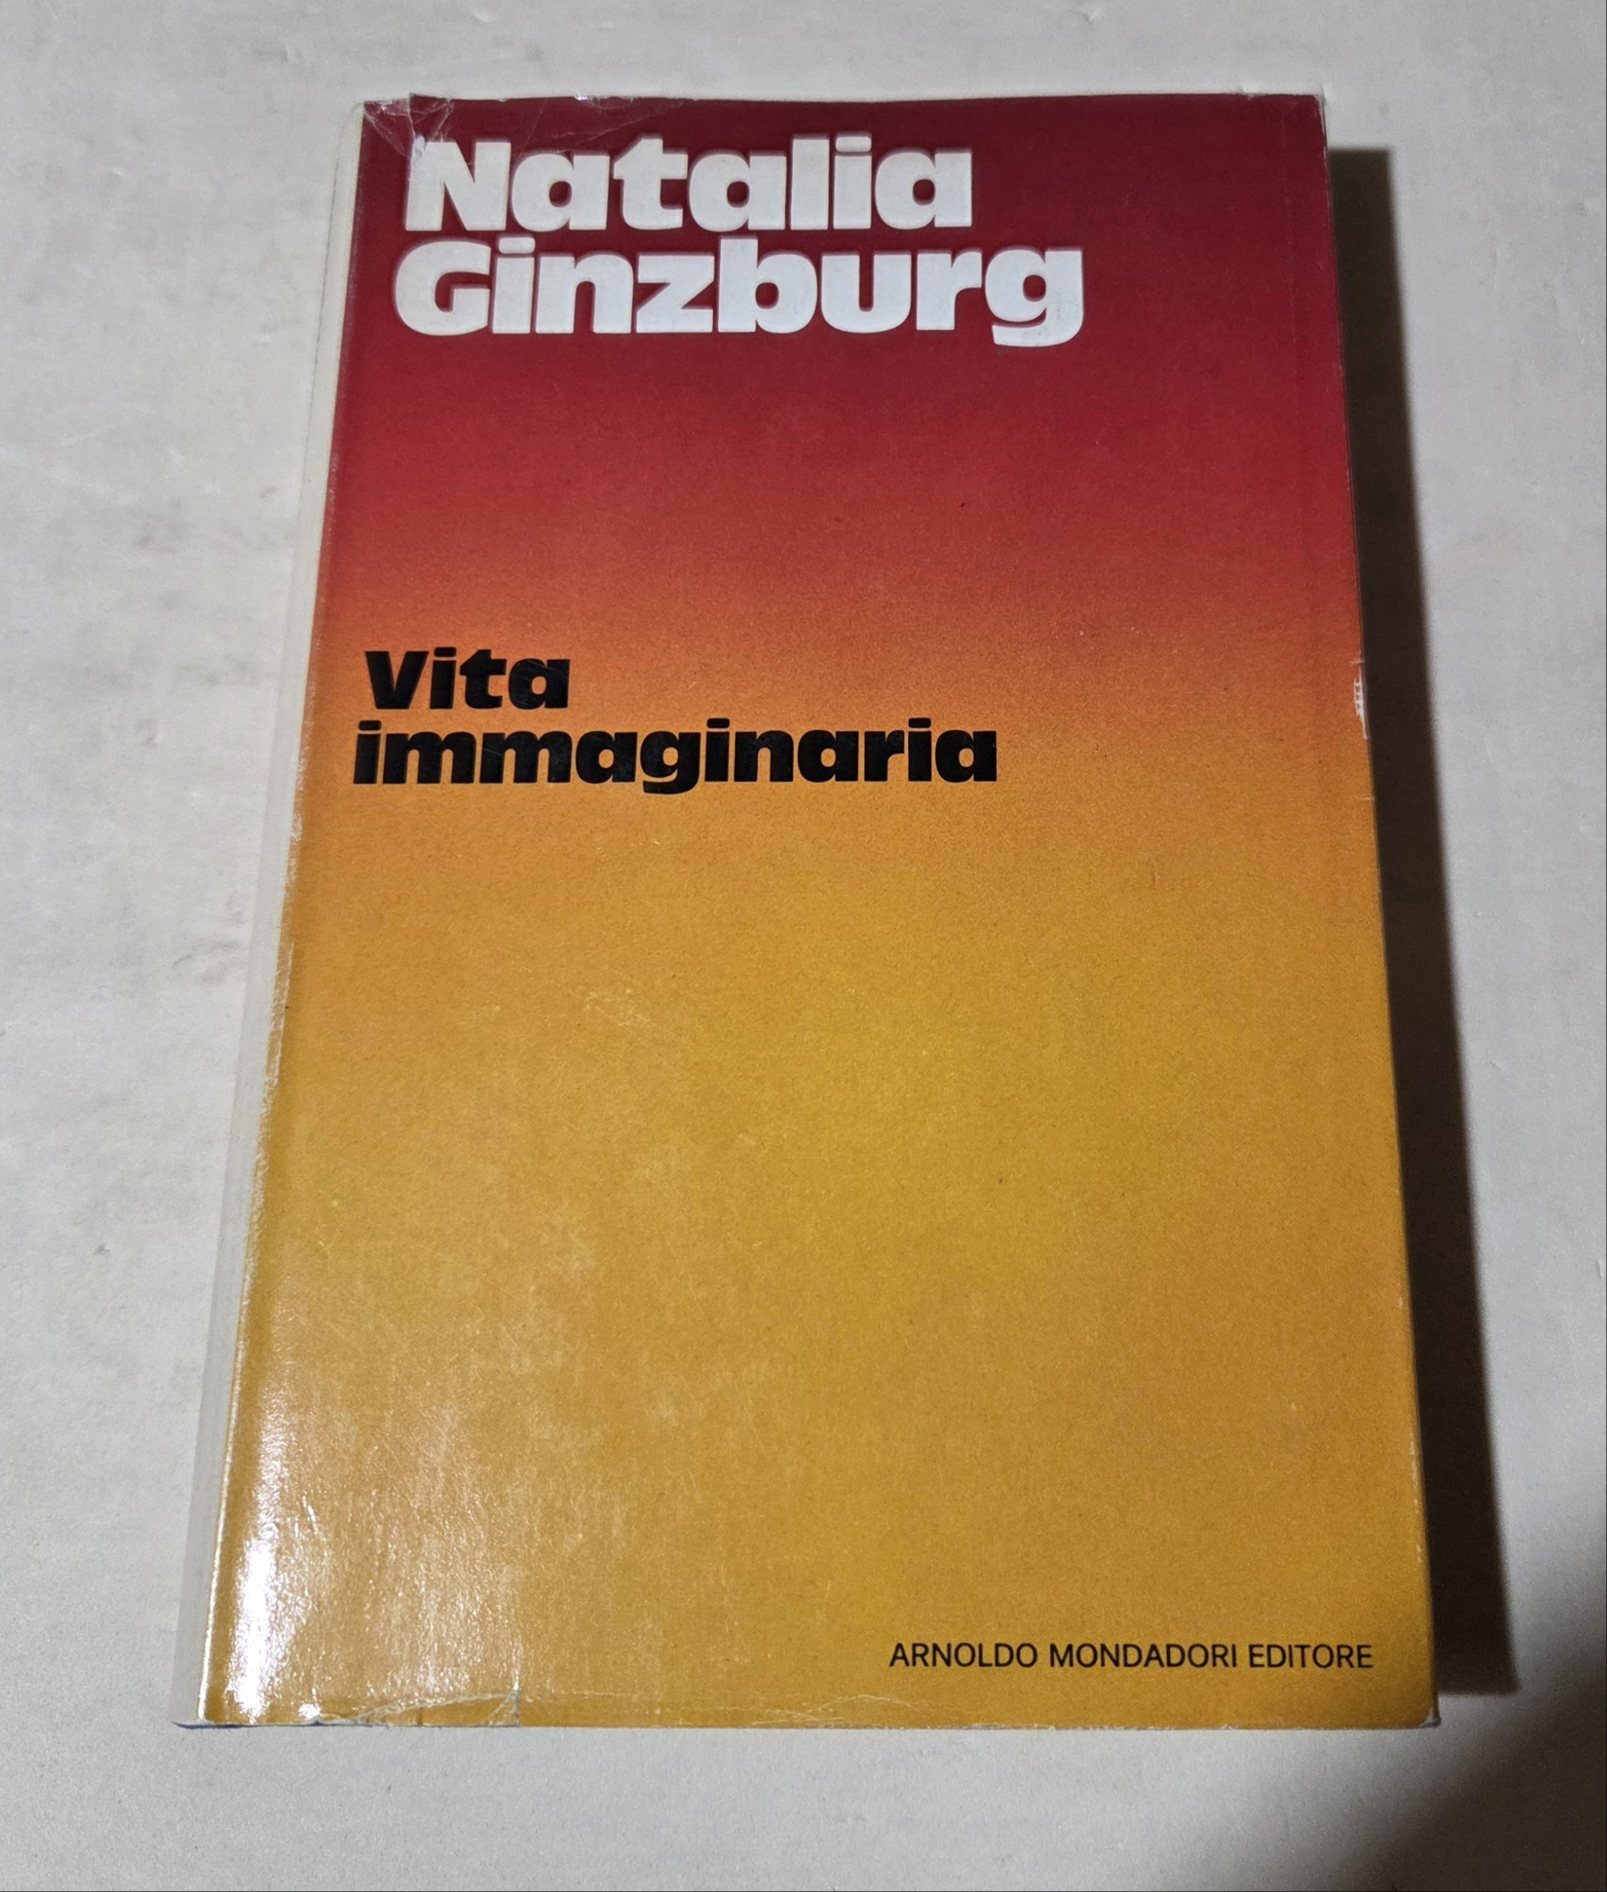 Natalia
Ginzburg
Vita
immaginaria
ARNOLDO MONDADORI EDITORE